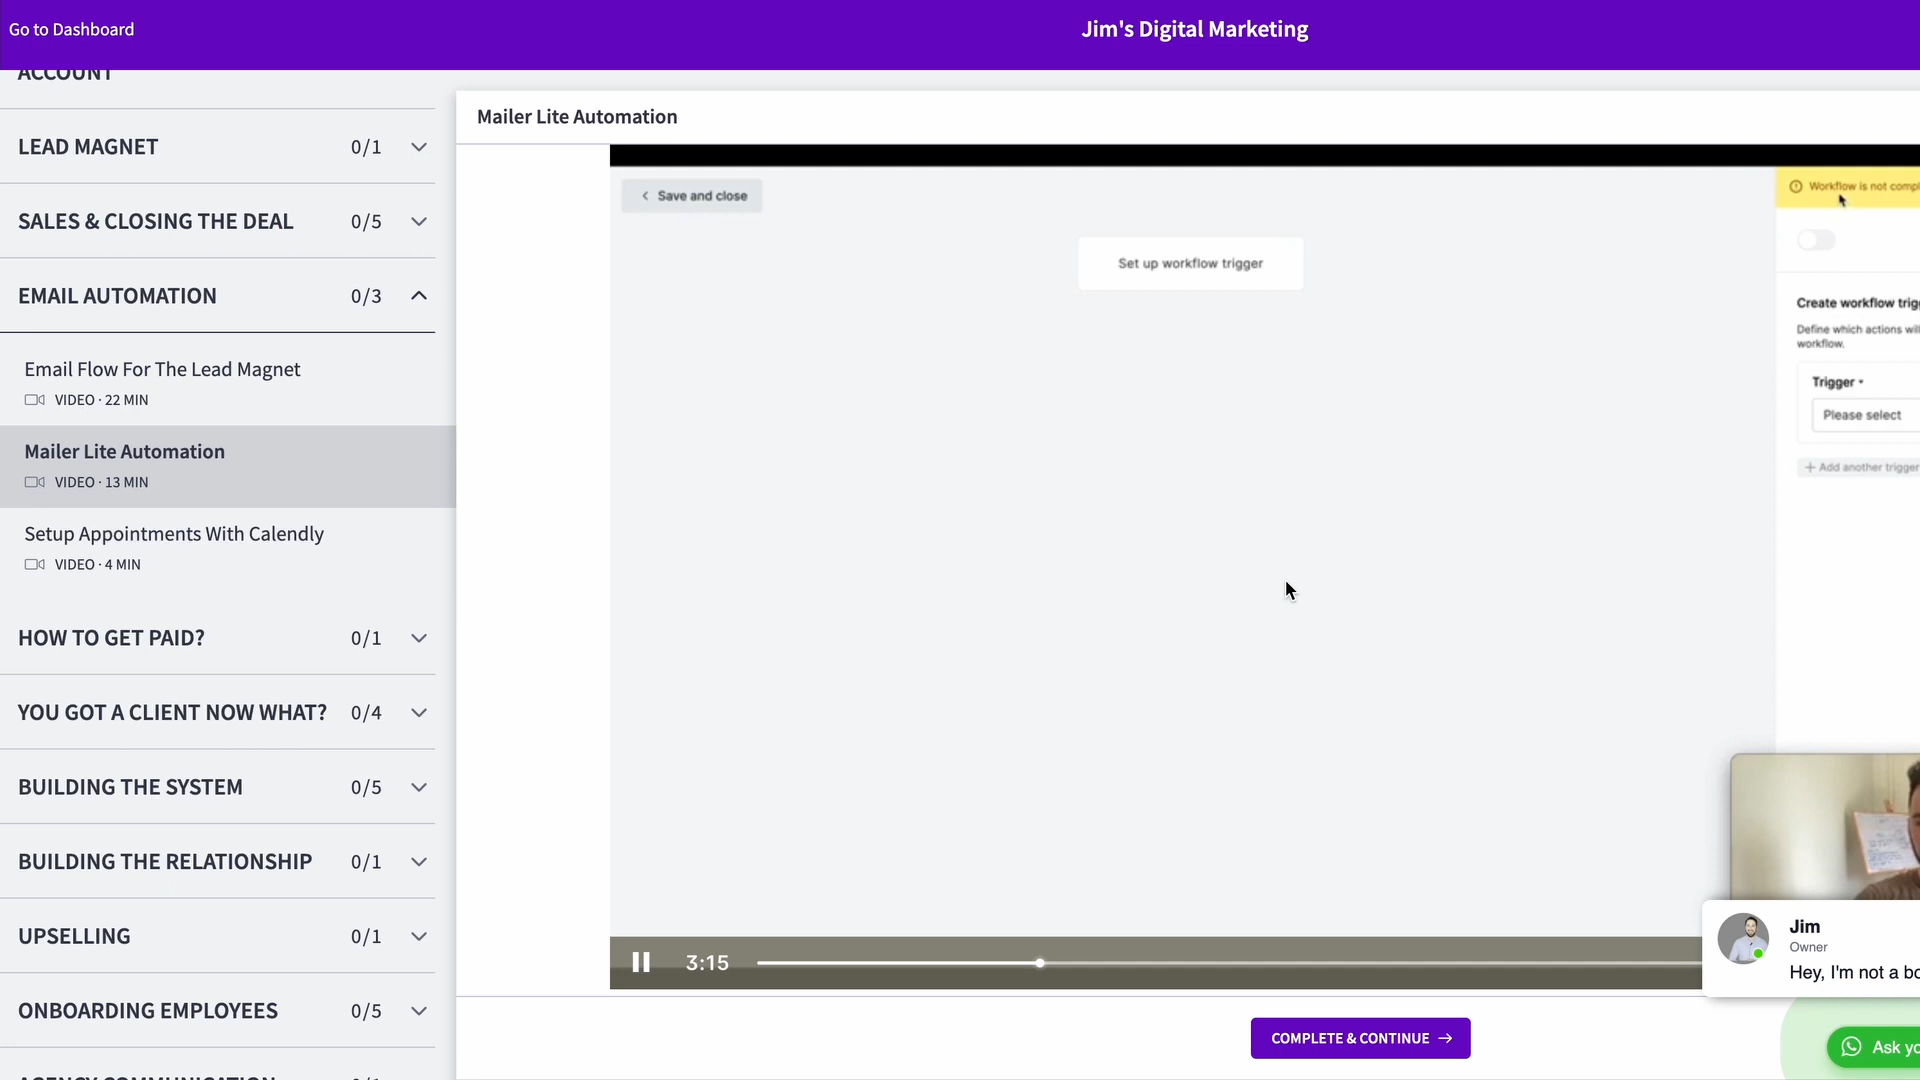 Go to Dashboard
Jim's Digital Marketing
ACCOUNT
LEAD MAGNET 0/1
SALES & CLOSING THE DEAL 0/5
EMAIL AUTOMATION 0/3
Email Flow For The Lead Magnet
VIDEO · 22 MIN
Mailer Lite Automation
VIDEO · 13 MIN
Setup Appointments With Calendly
VIDEO · 4 MIN
HOW TO GET PAID? 0/1
YOU GOT A CLIENT NOW WHAT? 0/4
BUILDING THE SYSTEM 0/5
BUILDING THE RELATIONSHIP 0/1
UPSELLING 0/1
ONBOARDING EMPLOYEES 0/5
AGENCY COMMUNICATION 0/1
Mailer Lite Automation
Save and close
Set up workflow trigger
Workflow is not compl
Create workflow trigg
Define which actions will
workflow.
Trigger
Please select
+ Add another trigger
3:15
Jim
Owner
Hey, I'm not a bo
COMPLETE & CONTINUE →
Ask yo